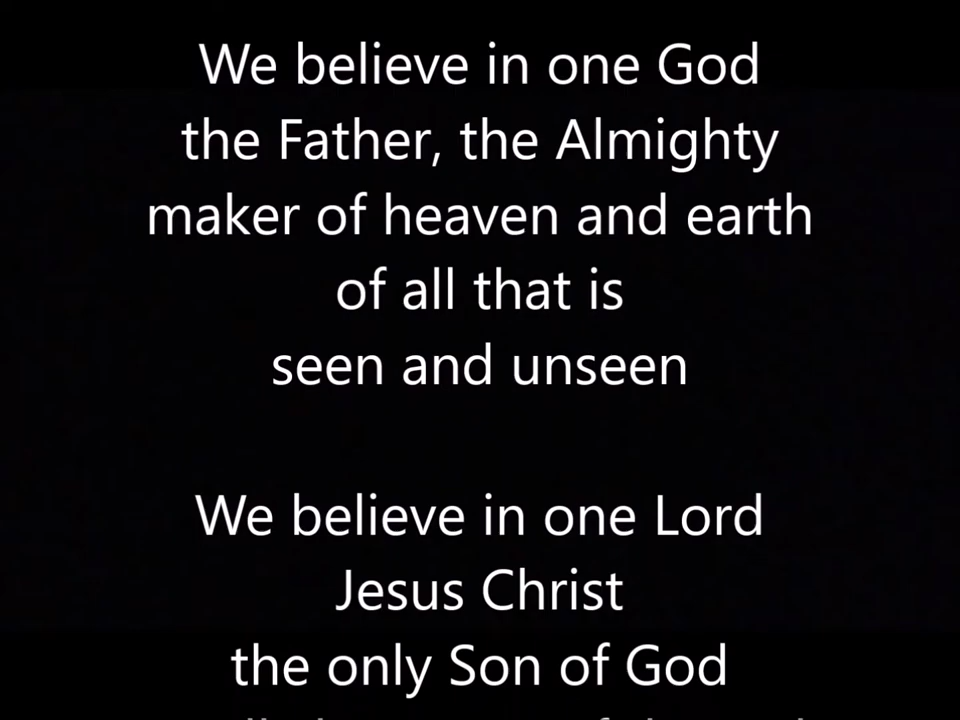 We believe in one God
the Father, the Almighty
maker of heaven and earth
of all that is
seen and unseen
We believe in one Lord
Jesus Christ
the only Son of God